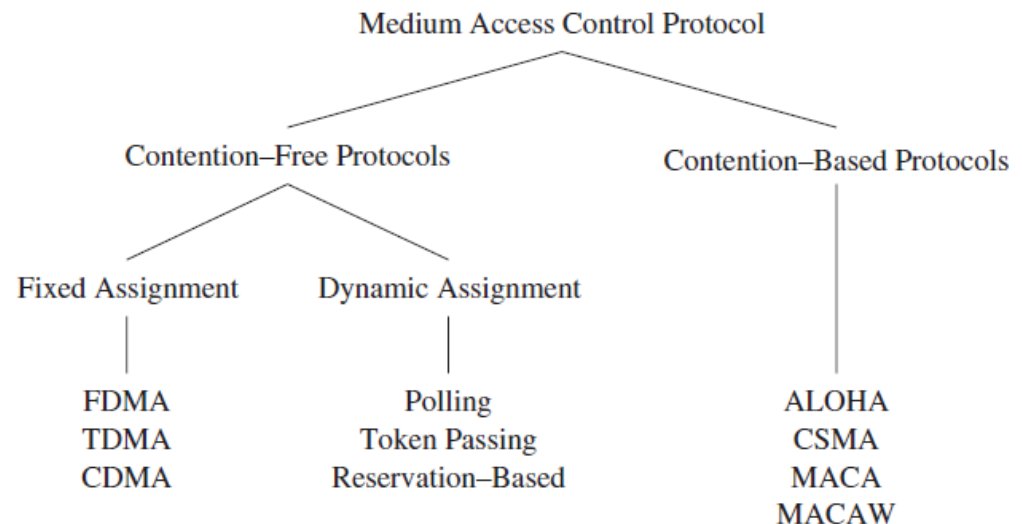 Medium Access Control Protocol
Contention–Free Protocols
Contention–Based Protocols
Fixed Assignment
Dynamic Assignment
FDMA
TDMA
CDMA
Polling
Token Passing
Reservation–Based
ALOHA
CSMA
MACA
MACAW